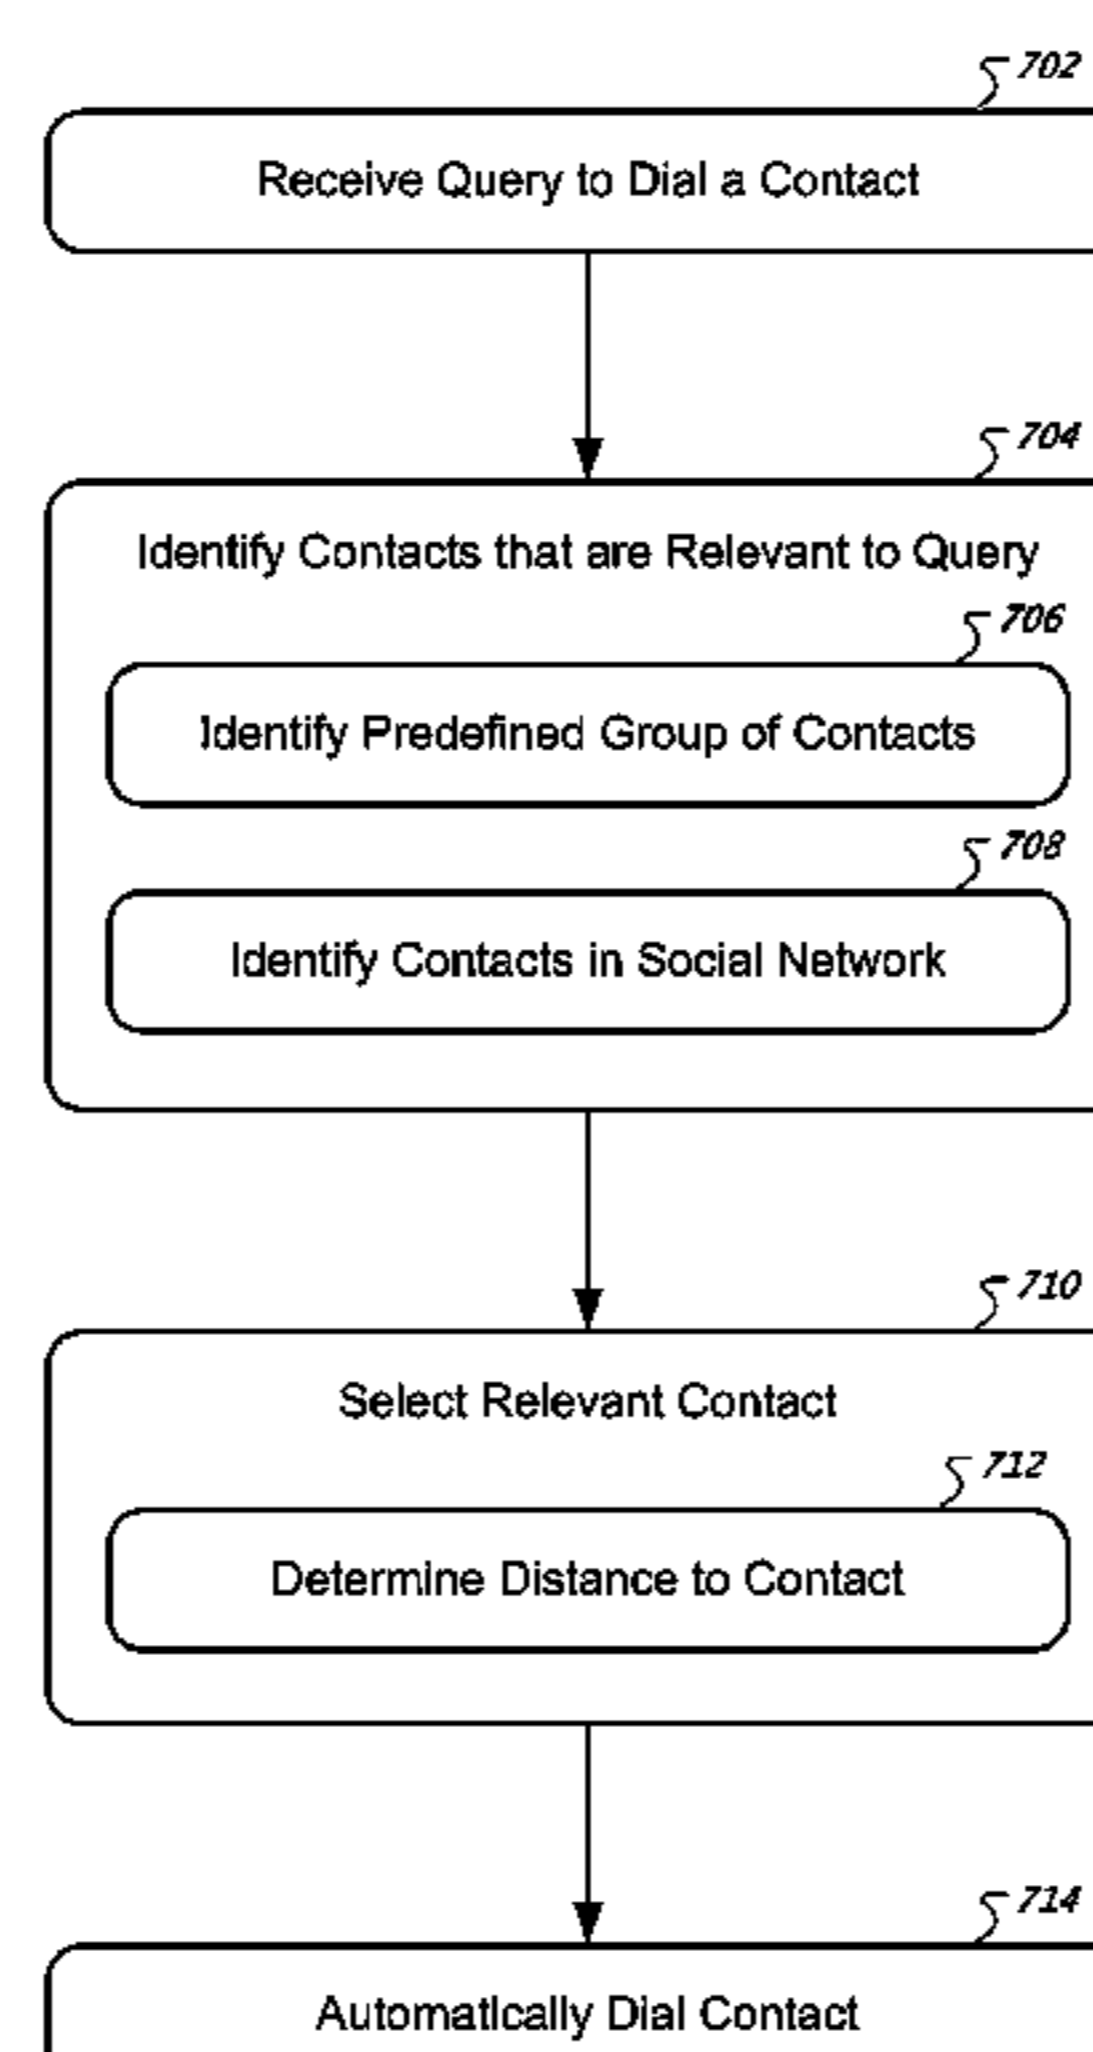 702
Receive Query to Dial a Contact
704
Identify Contacts that are Relevant to Query
706
Identify Predefined Group of Contacts
708
Identify Contacts in Social Network
710
Select Relevant Contact
712
Determine Distance to Contact
714
Automatically Dial Contact